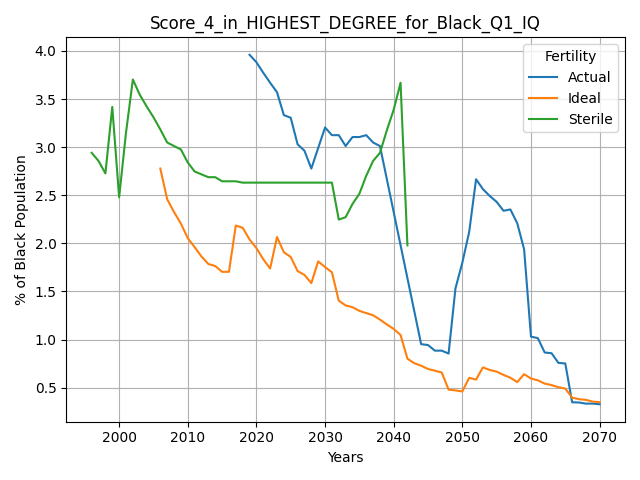 Score_4_in_HIGHEST_DEGREE_for_Black_Q1_IQ
Fertility
Actual
Ideal
Sterile
% of Black Population
4.0
3.5
3.0
2.5
2.0
1.5
1.0
0.5
2000 2010 2020 2030 2040 2050 2060 2070
Years